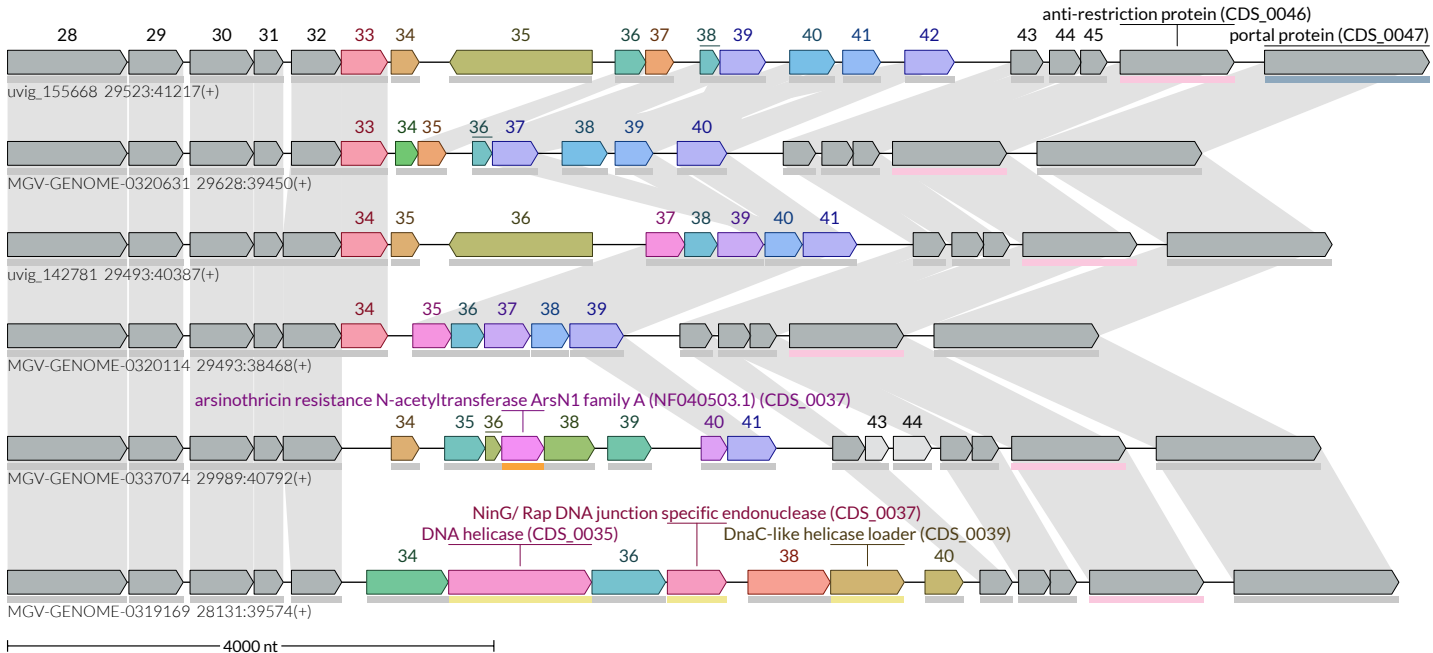 anti-restriction protein (CDS_0046)
28 29 30 31 32 33 34 35 36 37 38 39 40 41 42 43 44 45 portal protein (CDS_0047)
uvig_155668 29523:41217(+)
33 34 35 36 37 38 39 40
MGV-GENOME-0320631 29628:39450(+)
34 35 36 37 38 39 40 41
uvig_142781 29493:40387(+)
34 35 36 37 38 39
MGV-GENOME-0320114 29493:38468(+)
arsinothricin resistance N-acetyltransferase ArsN1 family A (NF040503.1) (CDS_0037)
34 35 36 38 39 40 41 43 44
MGV-GENOME-0337074 29989:40792(+)
NinG/ Rap DNA junction specific endonuclease (CDS_0037)
DNA helicase (CDS_0035) DnaC-like helicase loader (CDS_0039)
34 36 38 40
MGV-GENOME-0319169 28131:39574(+)
4000 nt